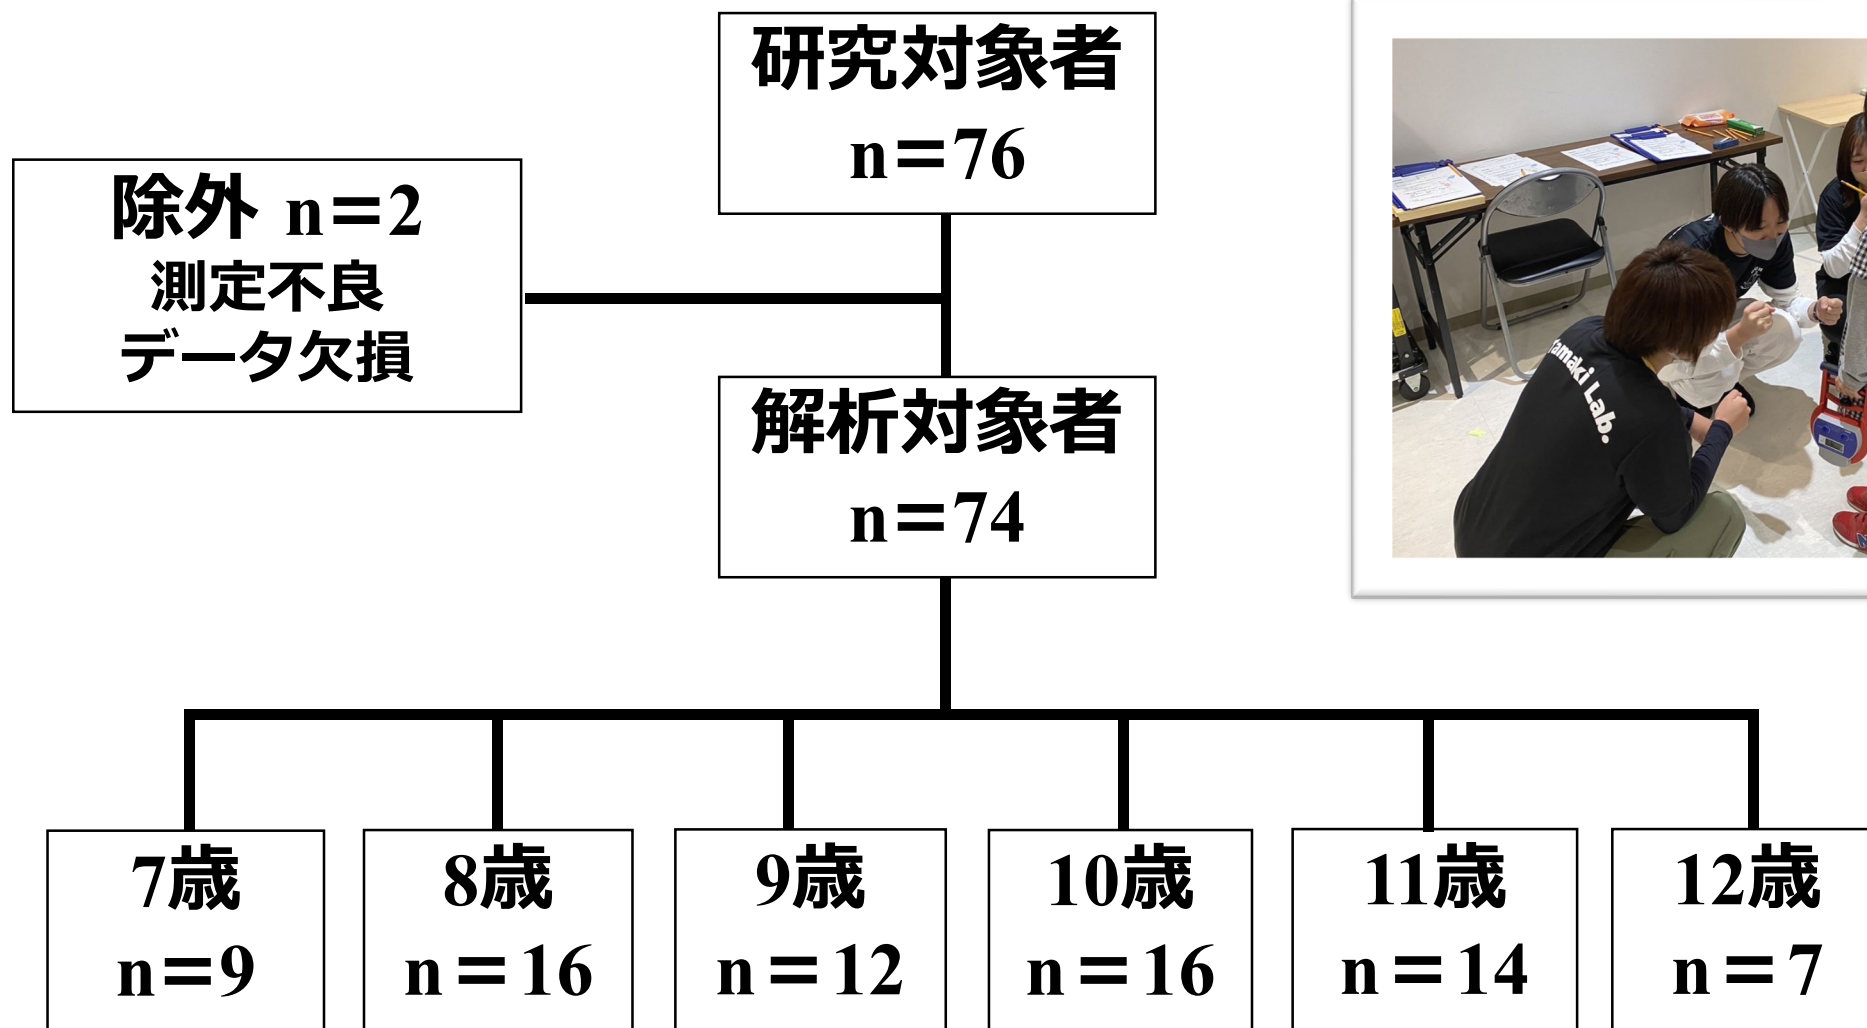 研究対象者
n=76
除外 n=2
測定不良
データ欠損
解析対象者
n=74
7歳
n=9
8歳
n=16
9歳
n=12
10歳
n=16
11歳
n=14
12歳
n=7
Lab.